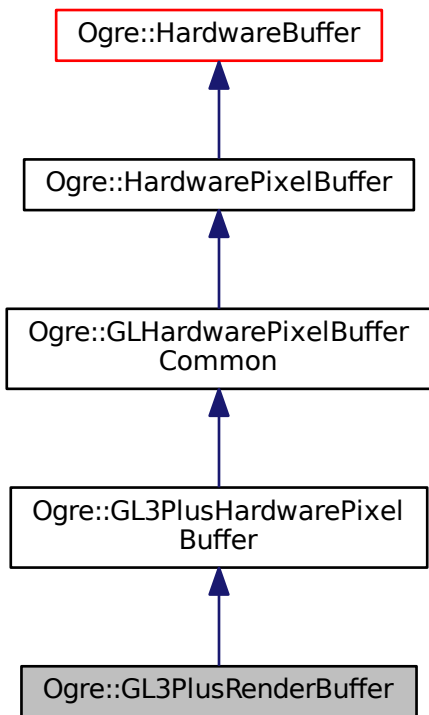 Ogre::HardwareBuffer
Ogre::HardwarePixelBuffer
Ogre::GLHardwarePixelBuffer
Common
Ogre::GL3PlusHardwarePixel
Buffer
Ogre::GL3PlusRenderBuffer